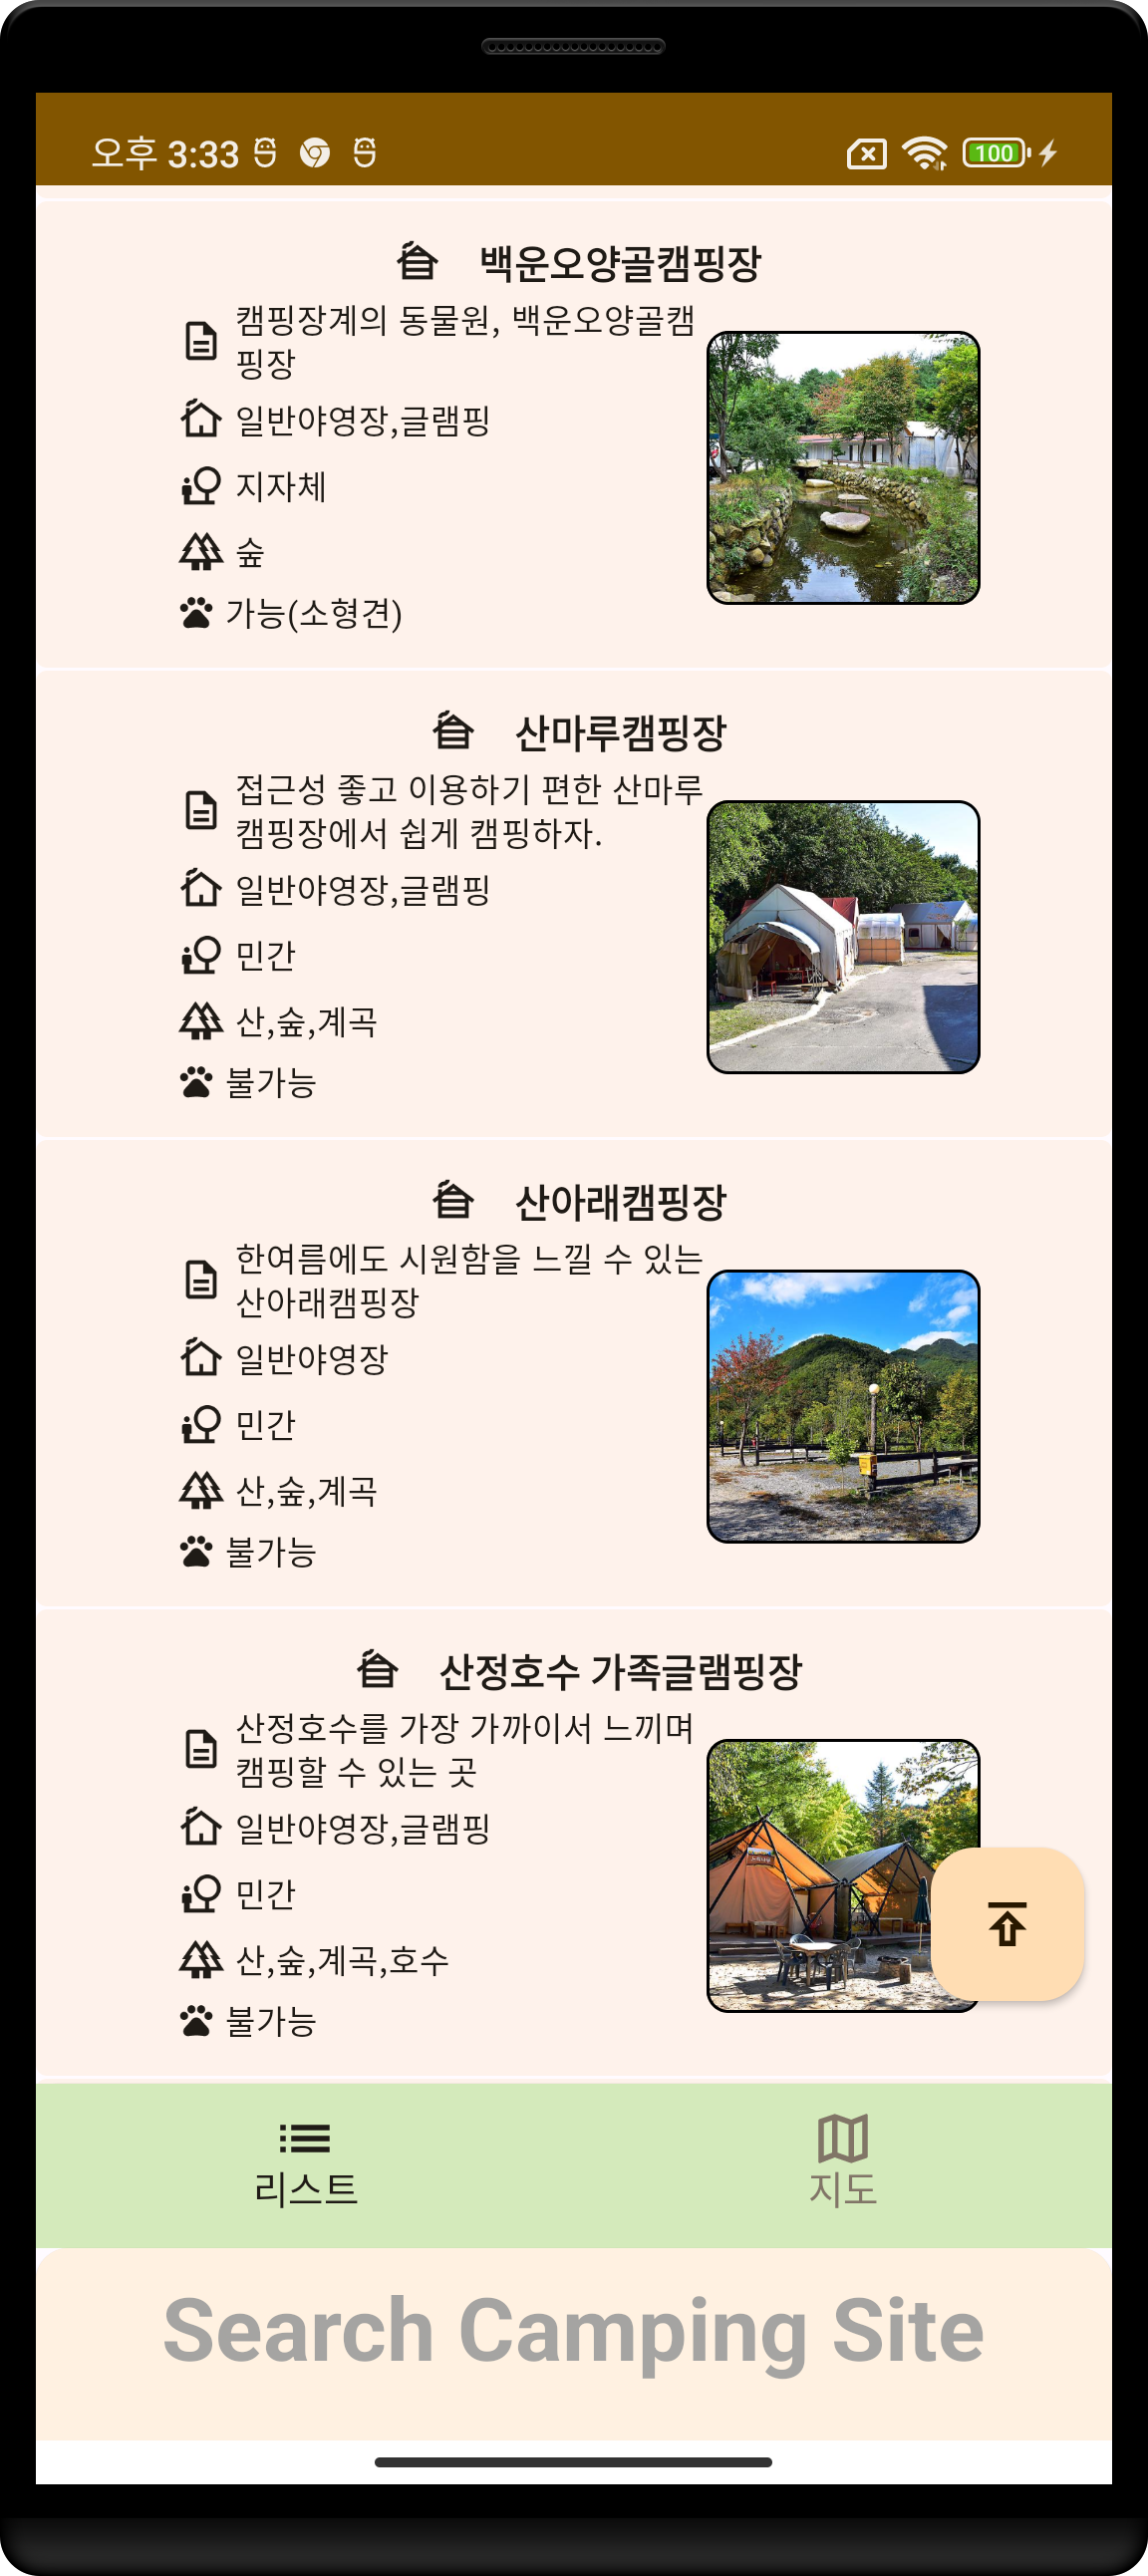 오후 3:33
100
백운오양골캠핑장
캠핑장계의 동물원, 백운오양골캠
핑장
일반야영장,글램핑
지자체
숲
가능(소형견)
산마루캠핑장
접근성 좋고 이용하기 편한 산마루
캠핑장에서 쉽게 캠핑하자.
일반야영장,글램핑
민간
산,숲,계곡
불가능
산아래캠핑장
한여름에도 시원함을 느낄 수 있는
산아래캠핑장
일반야영장
민간
산,숲,계곡
불가능
산정호수 가족글램핑장
산정호수를 가장 가까이서 느끼며
캠핑할 수 있는 곳
일반야영장,글램핑
민간
산,숲,계곡,호수
불가능
리스트
지도
Search Camping Site